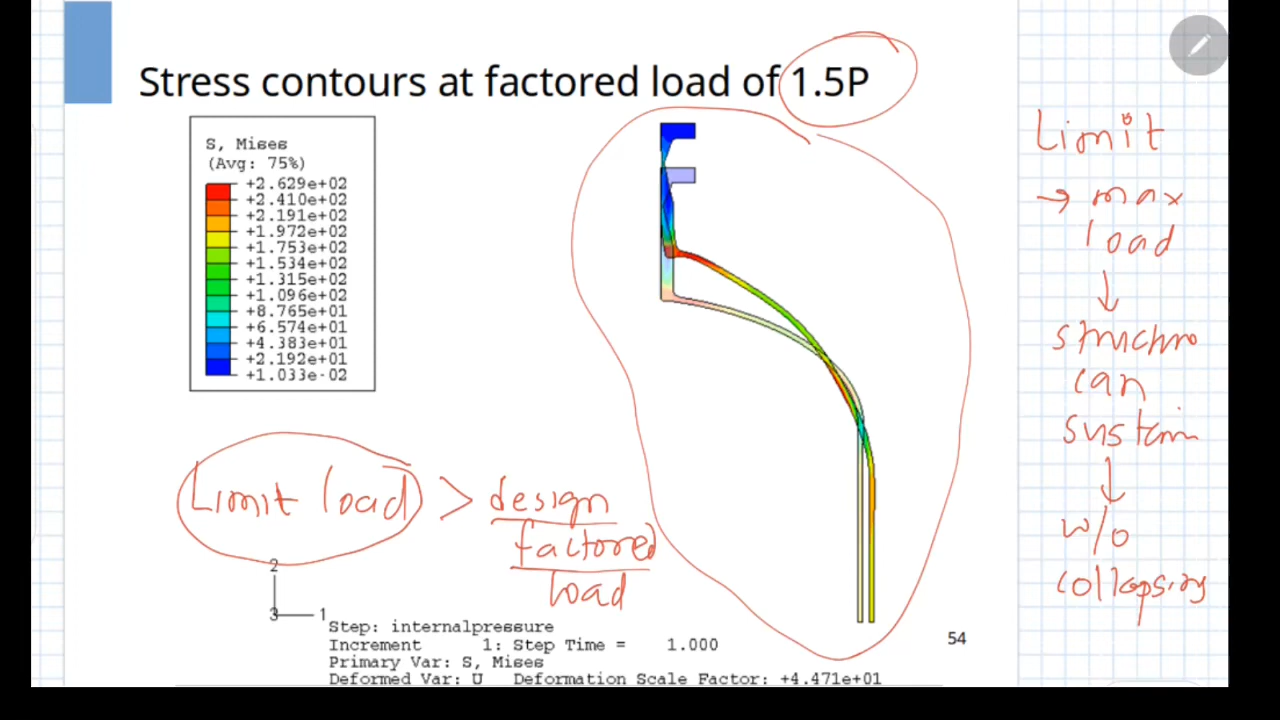 Stress contours at factored load of 1.5P
S, Mises
(Avg: 75%)
+2.629e+02
+2.410e+02
+2.191e+02
+1.972e+02
+1.753e+02
+1.534e+02
+1.315e+02
+1.096e+02
+8.765e+01
+6.574e+01
+4.383e+01
+2.192e+01
+1.033e-02
Limit load > design
factored
load
2
3 1
Step: internalpressure
Increment 1: Step Time = 1.000
Primary Var: S, Mises
Deformed Var: U Deformation Scale Factor: +4.471e+01
54
Limit
→ max
load
↓
can
↓
w/o